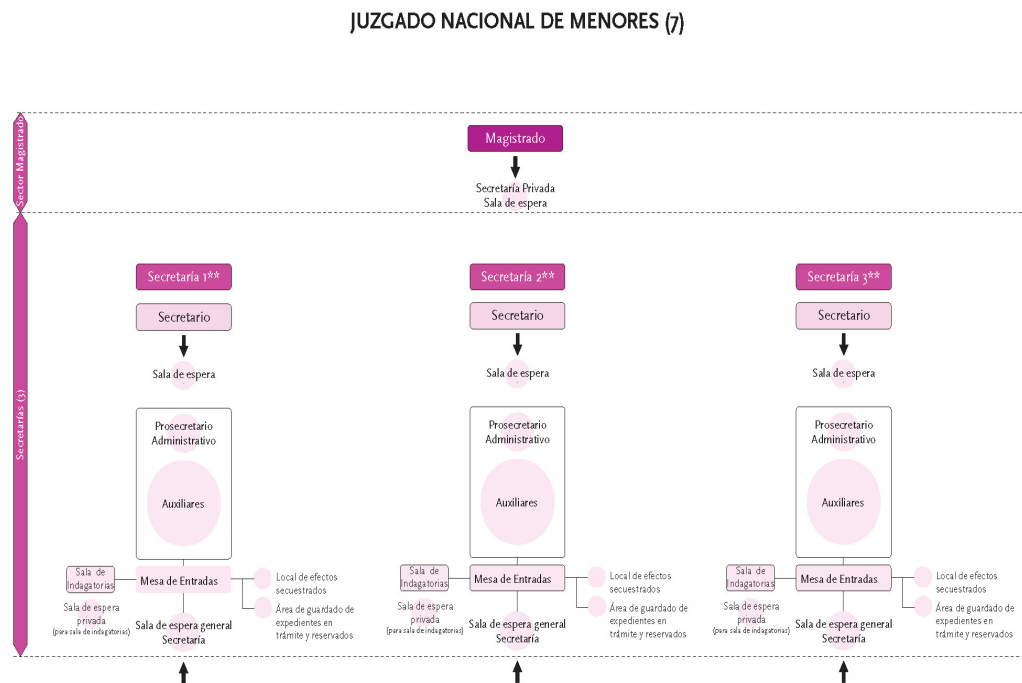 JUZGADO NACIONAL DE MENORES (7)
Sector Magistrado
Magistrado
Secretaría Privada
Sala de espera
Secretarías (3)
Secretaría 1**
Secretario
Sala de espera
Prosecretario
Administrativo
Auxiliares
Sala de
Indagatorias
Mesa de Entradas
Local de efectos
secuestrados
Sala de espera
privada
(para sala de indagatorias)
Área de guardado de
expedientes en
trámite y reservados
Sala de espera general
Secretaría
Secretaría 2**
Secretario
Sala de espera
Prosecretario
Administrativo
Auxiliares
Sala de
Indagatorias
Mesa de Entradas
Local de efectos
secuestrados
Sala de espera
privada
(para sala de indagatorias)
Área de guardado de
expedientes en
trámite y reservados
Sala de espera general
Secretaría
Secretaría 3**
Secretario
Sala de espera
Prosecretario
Administrativo
Auxiliares
Sala de
Indagatorias
Mesa de Entradas
Local de efectos
secuestrados
Sala de espera
privada
(para sala de indagatorias)
Área de guardado de
expedientes en
trámite y reservados
Sala de espera general
Secretaría